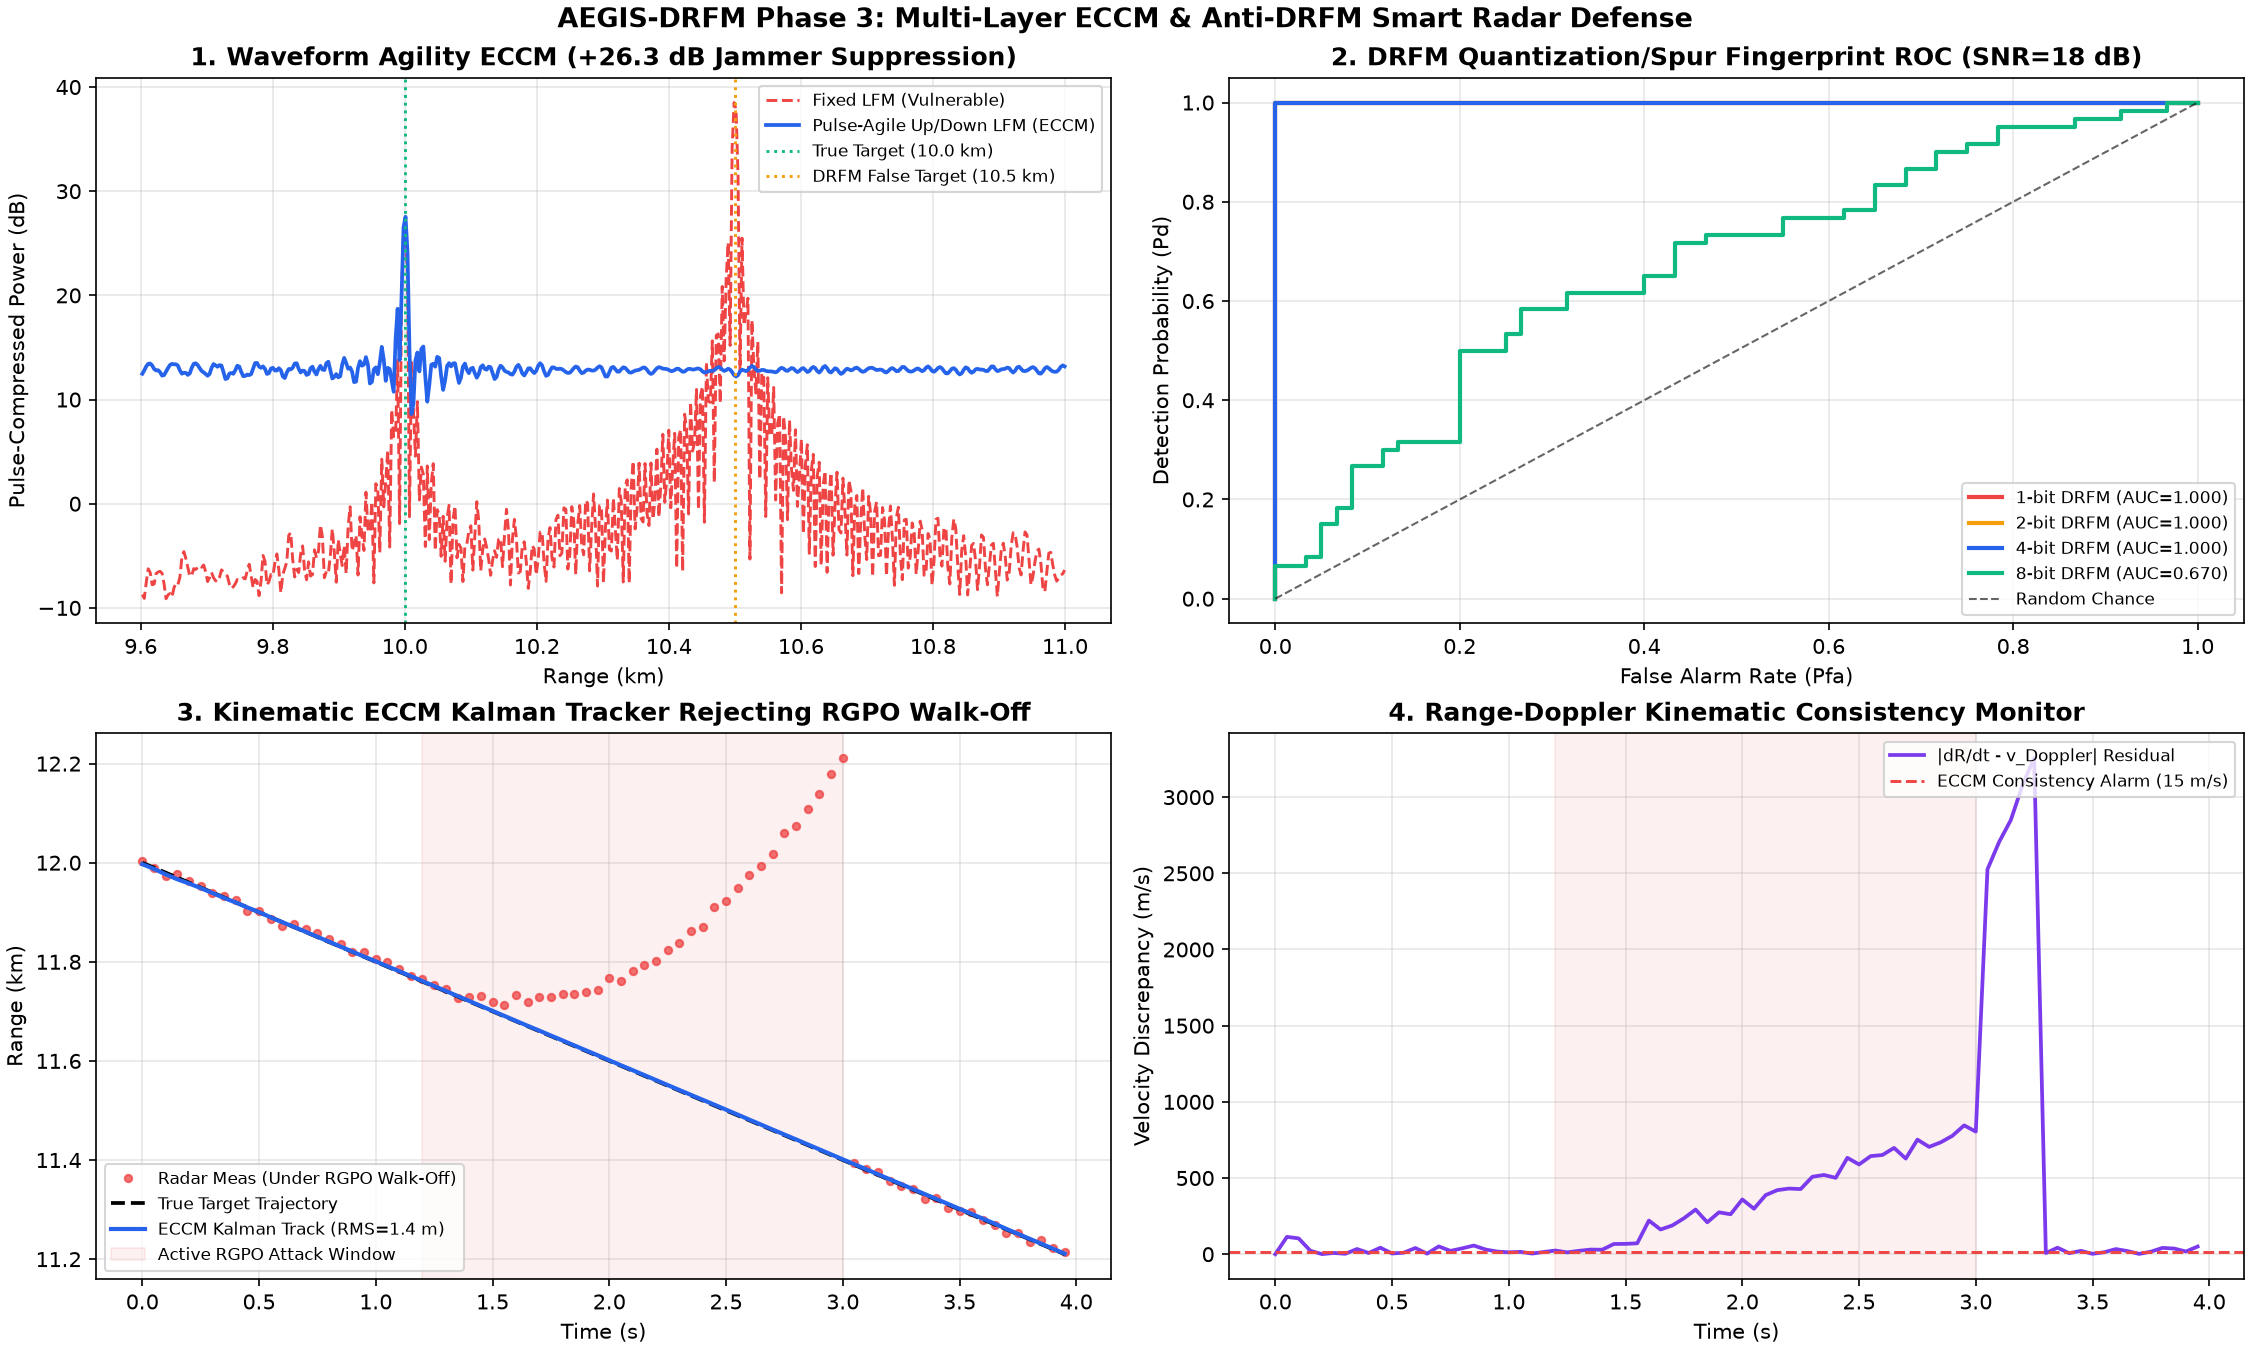 AEGIS-DRFM Phase 3: Multi-Layer ECCM & Anti-DRFM Smart Radar Defense
1. Waveform Agility ECCM (+26.3 dB Jammer Suppression)
Pulse-Compressed Power (dB)
40
30
20
10
0
−10
Fixed LFM (Vulnerable)
Pulse-Agile Up/Down LFM (ECCM)
True Target (10.0 km)
DRFM False Target (10.5 km)
9.6 9.8 10.0 10.2 10.4 10.6 10.8 11.0
Range (km)
2. DRFM Quantization/Spur Fingerprint ROC (SNR=18 dB)
Detection Probability (Pd)
1.0
0.8
0.6
0.4
0.2
0.0
1-bit DRFM (AUC=1.000)
2-bit DRFM (AUC=1.000)
4-bit DRFM (AUC=1.000)
8-bit DRFM (AUC=0.670)
Random Chance
0.0 0.2 0.4 0.6 0.8 1.0
False Alarm Rate (Pfa)
3. Kinematic ECCM Kalman Tracker Rejecting RGPO Walk-Off
Range (km)
12.2
12.0
11.8
11.6
11.4
11.2
Radar Meas (Under RGPO Walk-Off)
True Target Trajectory
ECCM Kalman Track (RMS=1.4 m)
Active RGPO Attack Window
0.0 0.5 1.0 1.5 2.0 2.5 3.0 3.5 4.0
Time (s)
4. Range-Doppler Kinematic Consistency Monitor
Velocity Discrepancy (m/s)
3000
2500
2000
1500
1000
500
0
|dR/dt - v_Doppler| Residual
ECCM Consistency Alarm (15 m/s)
0.0 0.5 1.0 1.5 2.0 2.5 3.0 3.5 4.0
Time (s)